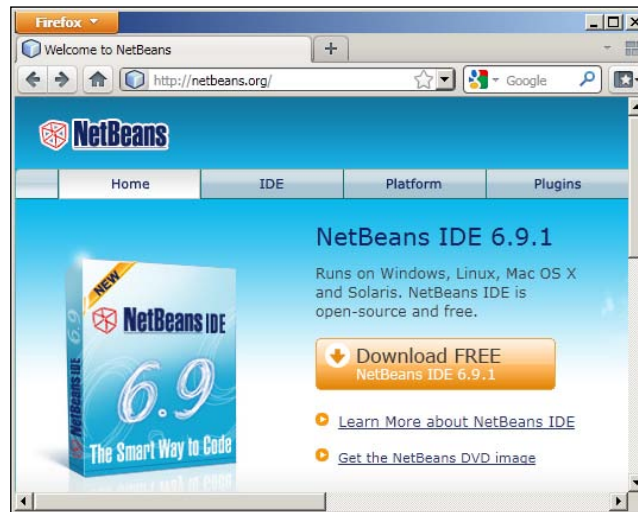 Firefox
Welcome to NetBeans
http://netbeans.org/
Google
NetBeans
Home IDE Platform Plugins
NetBeans IDE 6.9.1
Runs on Windows, Linux, Mac OS X
and Solaris. NetBeans IDE is
open-source and free.
Download FREE
NetBeans IDE 6.9.1
Learn More about NetBeans IDE
Get the NetBeans DVD image
NEW
NetBeans IDE
6.9
The Smart Way to Code
NetBeans IDE 6.9